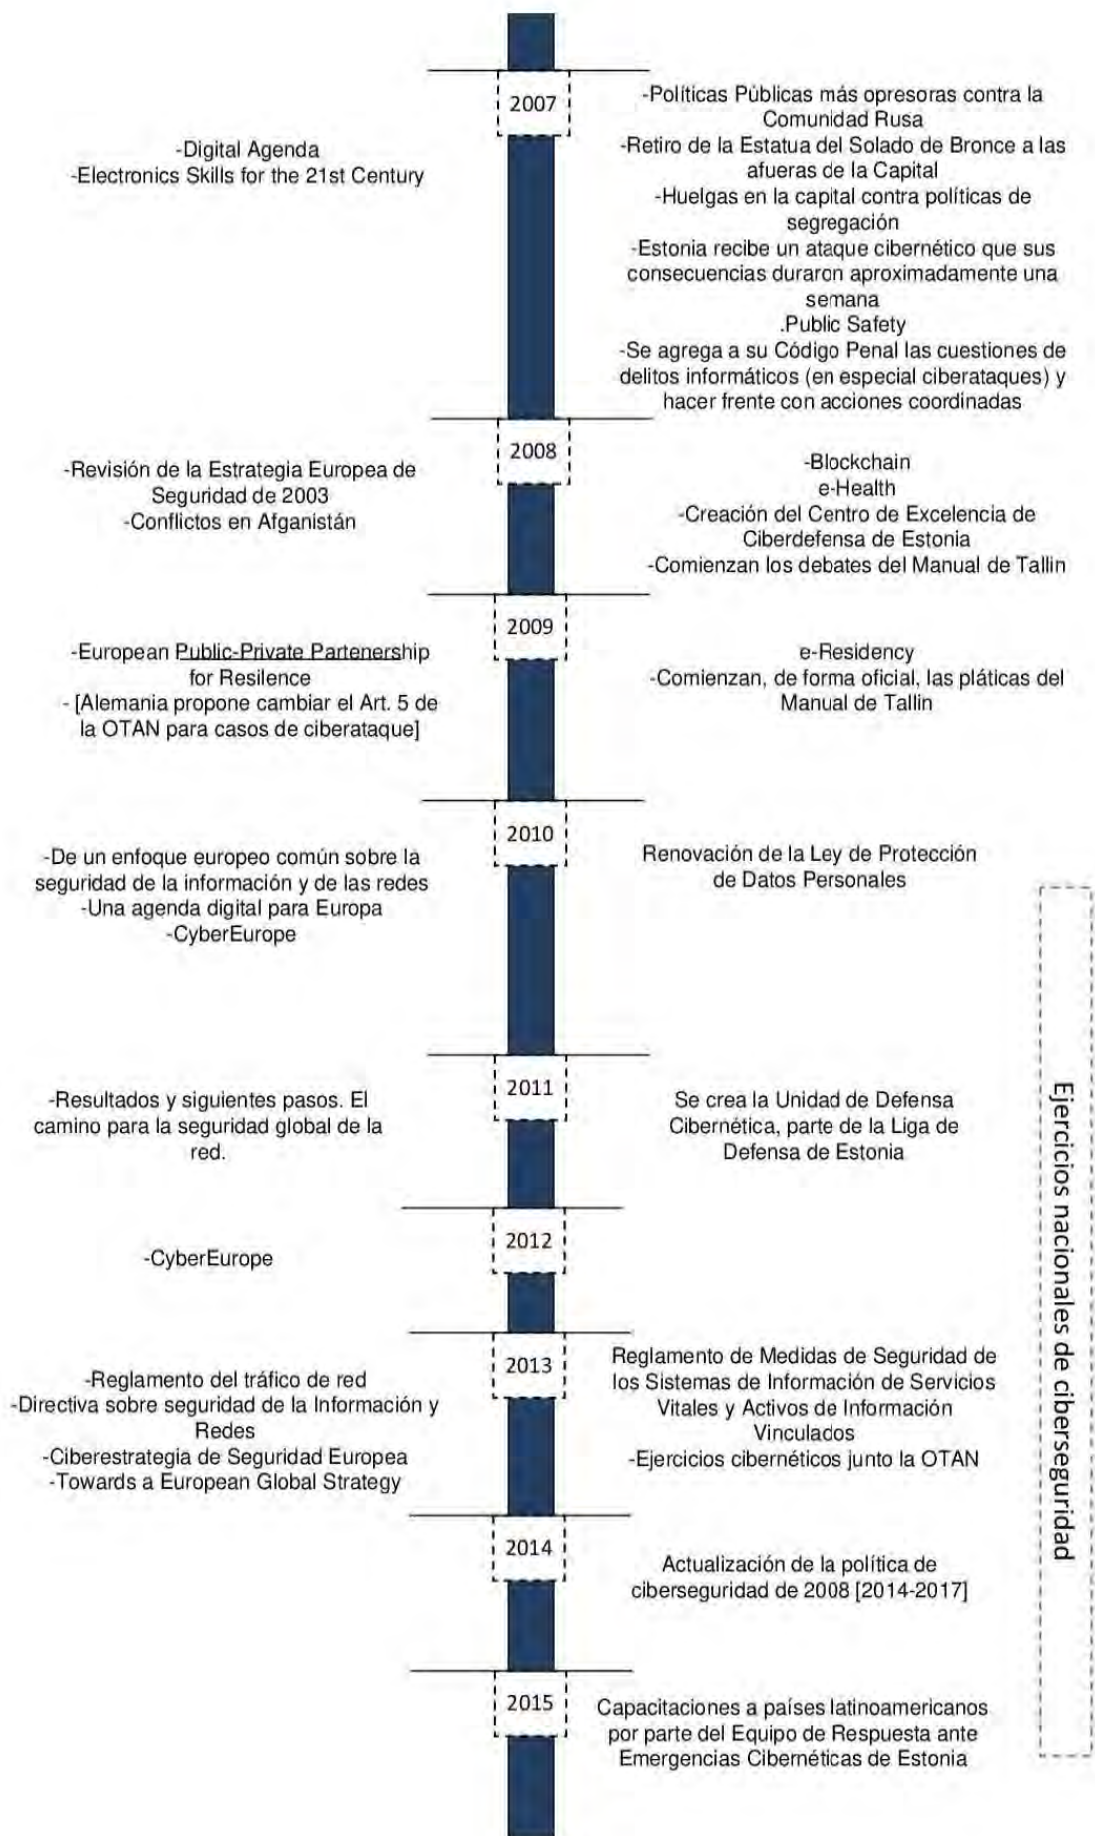 2007
-Digital Agenda
-Electronics Skills for the 21st Century
-Políticas Públicas más opresoras contra la
Comunidad Rusa
-Retiro de la Estatua del Solado de Bronce a las
afueras de la Capital
-Huelgas en la capital contra políticas de
segregación
-Estonia recibe un ataque cibernético que sus
consecuencias duraron aproximadamente una
semana
.Public Safety
-Se agrega a su Código Penal las cuestiones de
delitos informáticos (en especial ciberataques) y
hacer frente con acciones coordinadas
2008
-Revisión de la Estrategia Europea de
Seguridad de 2003
-Conflictos en Afganistán
-Blockchain
e-Health
-Creación del Centro de Excelencia de
Ciberdefensa de Estonia
-Comienzan los debates del Manual de Tallin
2009
-European Public-Private Partenership
for Resilence
- [Alemania propone cambiar el Art. 5 de
la OTAN para casos de ciberataque]
e-Residency
-Comienzan, de forma oficial, las pláticas del
Manual de Tallin
2010
-De un enfoque europeo común sobre la
seguridad de la información y de las redes
-Una agenda digital para Europa
-CyberEurope
Renovación de la Ley de Protección
de Datos Personales
2011
-Resultados y siguientes pasos. El
camino para la seguridad global de la
red.
Se crea la Unidad de Defensa
Cibernética, parte de la Liga de
Defensa de Estonia
2012
-CyberEurope
2013
-Reglamento del tráfico de red
-Directiva sobre seguridad de la Información y
Redes
-Ciberestrategia de Seguridad Europea
-Towards a European Global Strategy
Reglamento de Medidas de Seguridad de
los Sistemas de Información de Servicios
Vitales y Activos de Información
Vinculados
-Ejercicios cibernéticos junto la OTAN
2014
Actualización de la política de
ciberseguridad de 2008 [2014-2017]
2015
Capacitaciones a países latinoamericanos
por parte del Equipo de Respuesta ante
Emergencias Cibernéticas de Estonia
Ejercicios nacionales de ciberseguridad